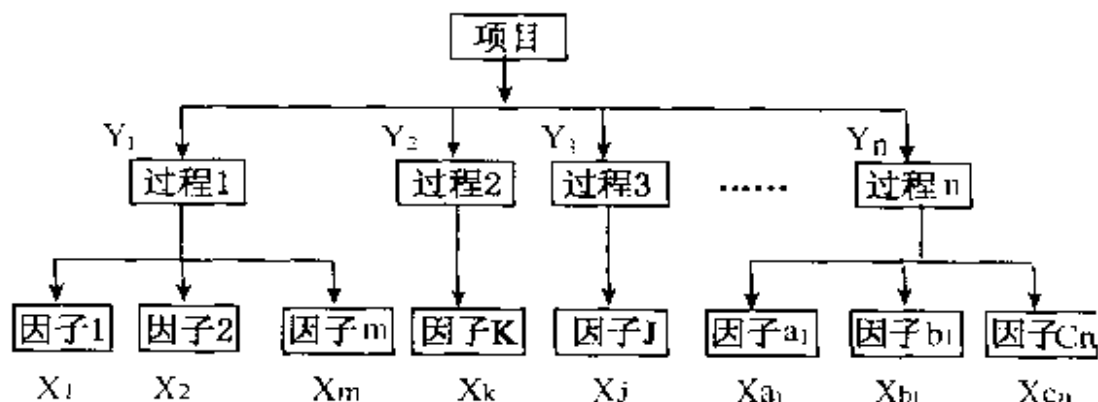 项目
Y₁ Y₂ Y₃ Yn
过程1 过程2 过程3 ...... 过程n
因子1 因子2 因子m 因子K 因子J 因子a₁ 因子b₁ 因子Cn
X₁ X₂ Xm Xk Xj Xa₁ Xb₁ Xcn